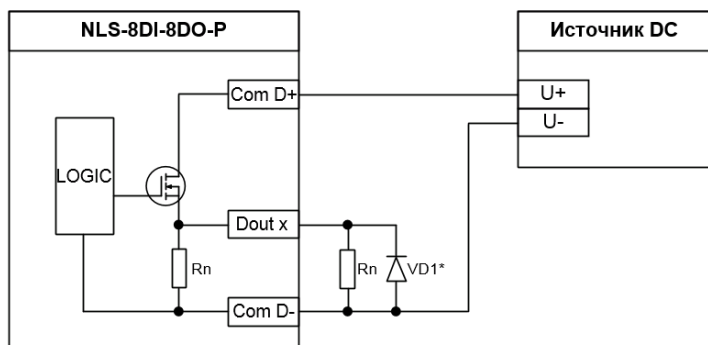 NLS-8DI-8DO-P
Источник DC
Com D+
U+
U-
LOGIC
Dout x
Rn
Rn
VD1*
Com D-